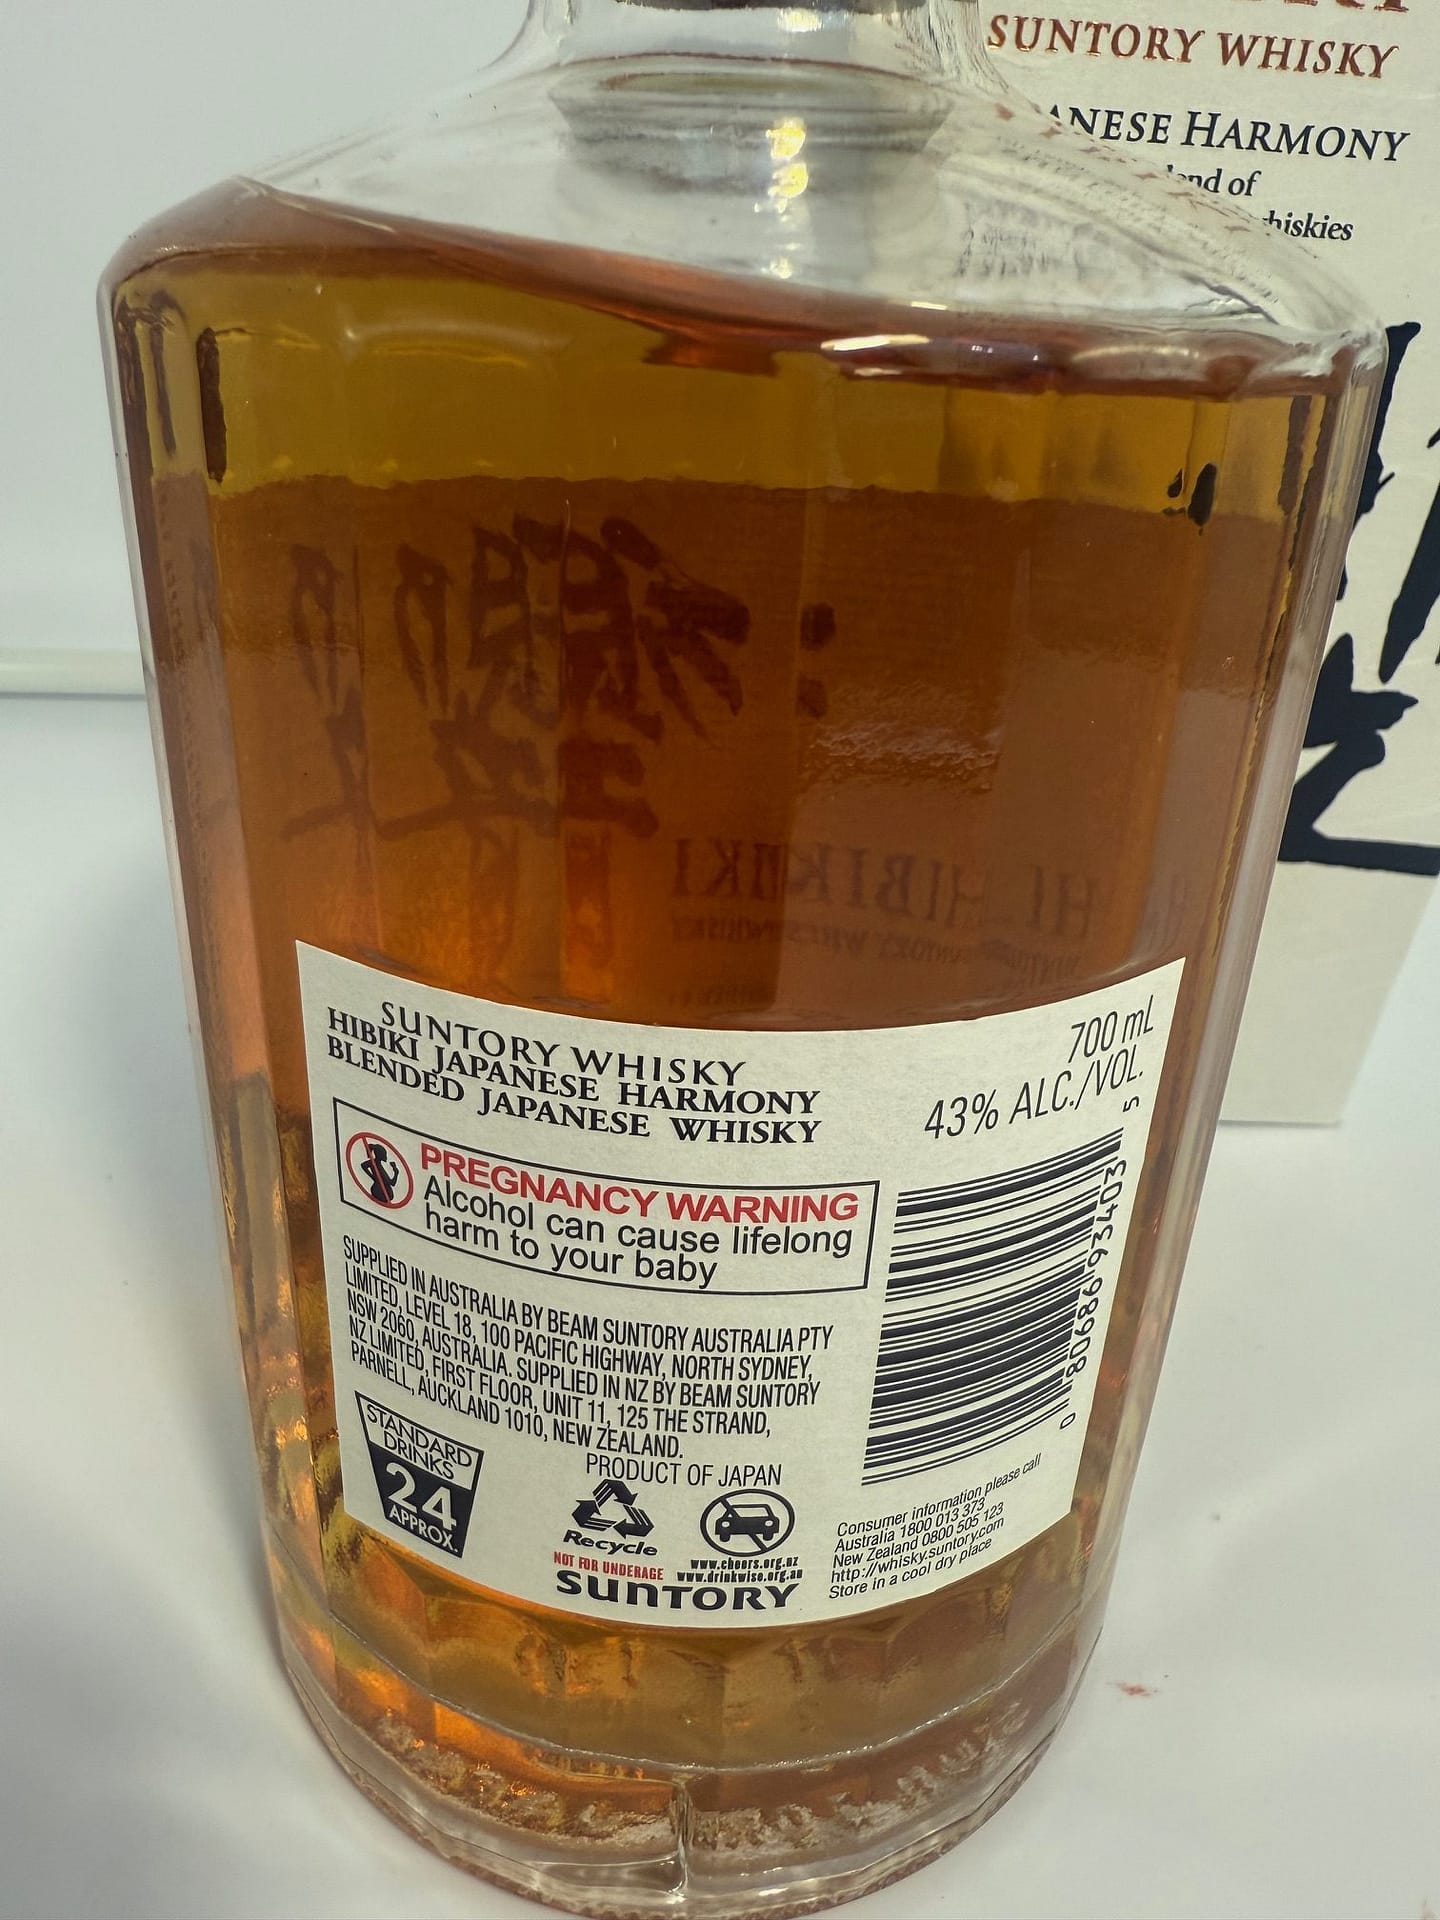 SUNTORY WHISKY
HARMONY
of
SUNTORY WHISKY
HIBIKI JAPANESE HARMONY
BLENDED JAPANESE WHISKY
700 mL
43% ALC./VOL.
PREGNANCY WARNING
Alcohol can cause lifelong
harm to your baby
SUPPLIED IN AUSTRALIA BY BEAM SUNTORY AUSTRALIA PTY
LIMITED, LEVEL 18, 100 PACIFIC HIGHWAY, NORTH SYDNEY,
NSW 2060, AUSTRALIA. SUPPLIED IN NZ BY BEAM SUNTORY
NZ LIMITED, FIRST FLOOR, UNIT 11, 125 THE STRAND,
PARNELL, AUCKLAND 1010, NEW ZEALAND.
PRODUCT OF JAPAN
STANDARD
DRINKS
24
APPROX.
Recycle
NOT FOR UNDERAGE
www.cheers.org.nz
www.drinkwise.org.au
SUNTORY
0 80686 93403 5
Consumer information please call
Australia 1800 013 373
New Zealand 0800 505 123
http://whisky.suntory.com
Store in a cool dry place